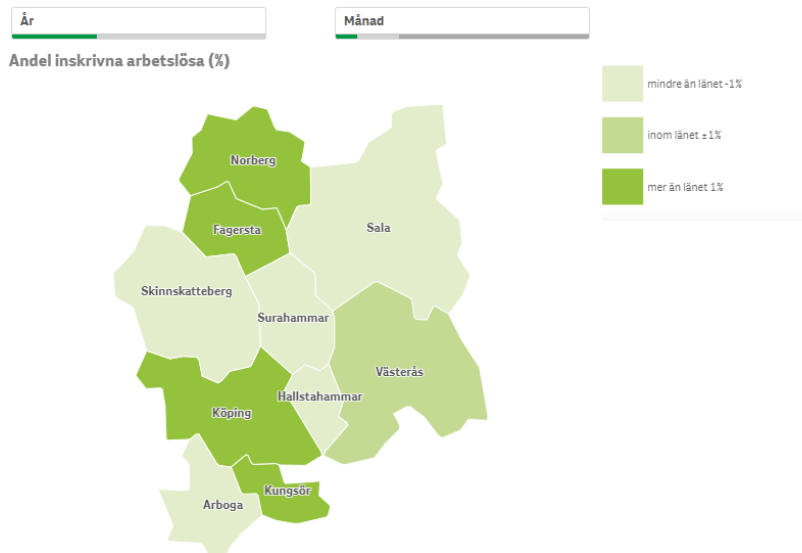 År
Månad
Andel inskrivna arbetslösa (%)
mindre än länet -1%
inom länet ±1%
mer än länet 1%
Norberg
Fagersta
Sala
Skinnskatteberg
Surahammar
Västerås
Hallstahammar
Köping
Kungsör
Arboga